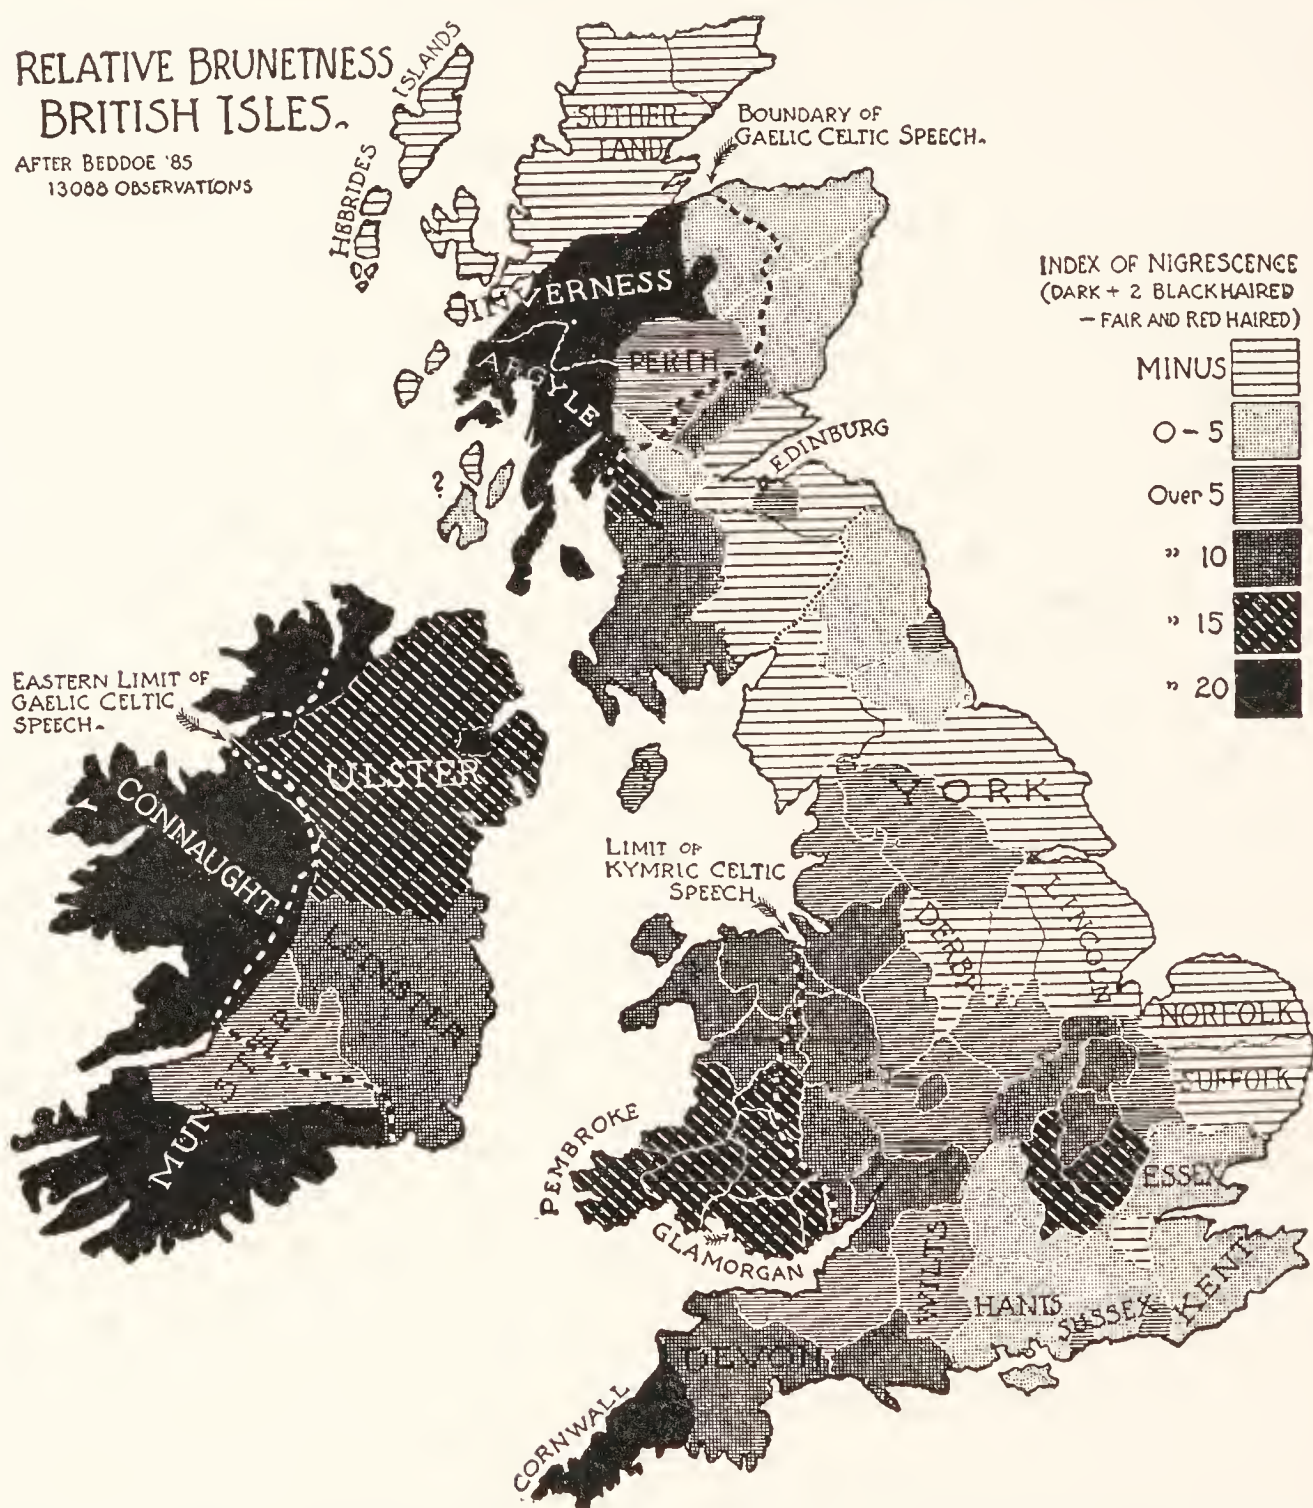 RELATIVE BRUNETNESS
BRITISH ISLES.
AFTER BEDDOE '85
13088 OBSERVATIONS
HEBRIDES
ISLANDS
SUTHER-
LAND
BOUNDARY OF
GAELIC CELTIC SPEECH.
INVERNESS
ARGYLE
PERTH
EDINBURG
?
INDEX OF NIGRESCENCE
(DARK + 2 BLACK HAIRED
— FAIR AND RED HAIRED)
MINUS
0 - 5
Over 5
" 10
" 15
" 20
EASTERN LIMIT OF
GAELIC CELTIC
SPEECH.
ULSTER
CONNAUGHT
LEINSTER
MUNSTER
?
YORK
LIMIT OF
KYMRIC CELTIC
SPEECH
DERBY
LINCOLN
NORFOLK
SUFFOLK
PEMBROKE
GLAMORGAN
ESSEX
WILTS
HANTS
SUSSEX
KENT
DEVON
CORNWALL